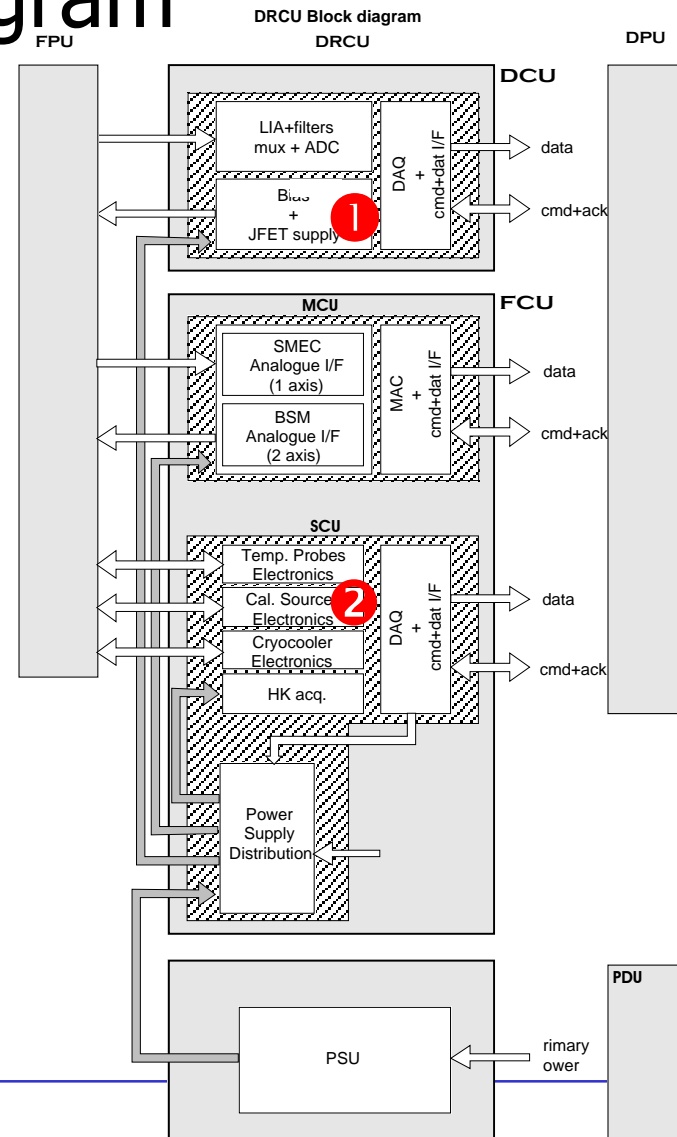 gram
DRCU Block diagram
FPU
DRCU
DPU
DCU
LIA+filters
mux + ADC
+
JFET supply
1
DAQ
+
cmd+dat I/F
data
cmd+ack
FCU
MCU
SMEC
Analogue I/F
(1 axis)
BSM
Analogue I/F
(2 axis)
MAC
+
cmd+dat I/F
data
cmd+ack
SCU
Temp. Probes
Electronics
Cal. Source
Electronics
2
Cryocooler
Electronics
HK acq.
DAQ
+
cmd+dat I/F
data
cmd+ack
Power
Supply
Distribution
PDU
PSU
rimary
ower